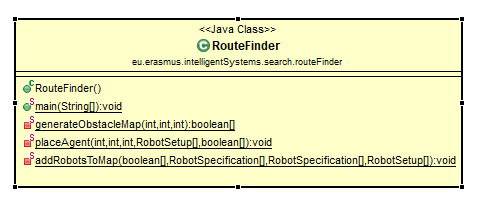 <<Java Class>>
RouteFinder
eu.erasmus.intelligentSystems.search.routeFinder
RouteFinder()
main(String[]):void
generateObstacleMap(int,int,int):boolean[]
placeAgent(int,int,int,RobotSetup[],boolean[]):void
addRobotsToMap(boolean[],RobotSpecification[],RobotSpecification[],RobotSetup[]):void